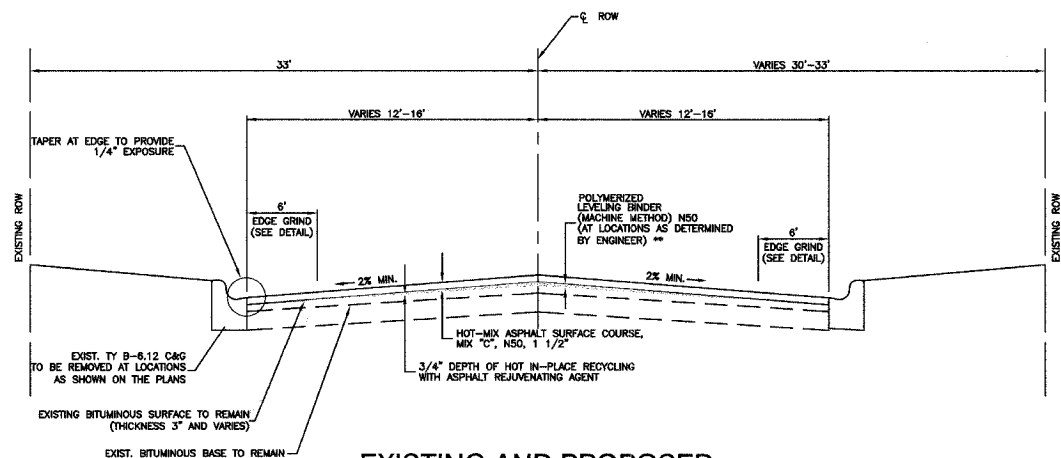 ℄ ROW
33'
VARIES 30'-33'
VARIES 12'-16'
VARIES 12'-16'
TAPER AT EDGE TO PROVIDE
1/4" EXPOSURE
EXISTING ROW
EXISTING ROW
6'
EDGE GRIND
(SEE DETAIL)
POLYMERIZED
LEVELING BINDER
(MACHINE METHOD) N50
(AT LOCATIONS AS DETERMINED
BY ENGINEER) **
6'
EDGE GRIND
(SEE DETAIL)
2% MIN.
2% MIN.
HOT-MIX ASPHALT SURFACE COURSE,
MIX "C", N50, 1 1/2"
EXIST. TY B-6.12 C&G
TO BE REMOVED AT LOCATIONS
AS SHOWN ON THE PLANS
3/4" DEPTH OF HOT IN-PLACE RECYCLING
WITH ASPHALT REJUVENATING AGENT
EXISTING BITUMINOUS SURFACE TO REMAIN
(THICKNESS 3" AND VARIES)
EXIST. BITUMINOUS BASE TO REMAIN
EXISTING AND PROPOSED